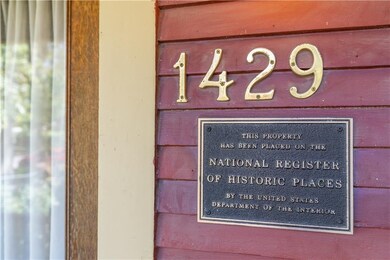 1429
THIS PROPERTY
HAS BEEN PLACED ON THE
NATIONAL REGISTER
OF HISTORIC PLACES
BY THE UNITED STATES
DEPARTMENT OF THE INTERIOR